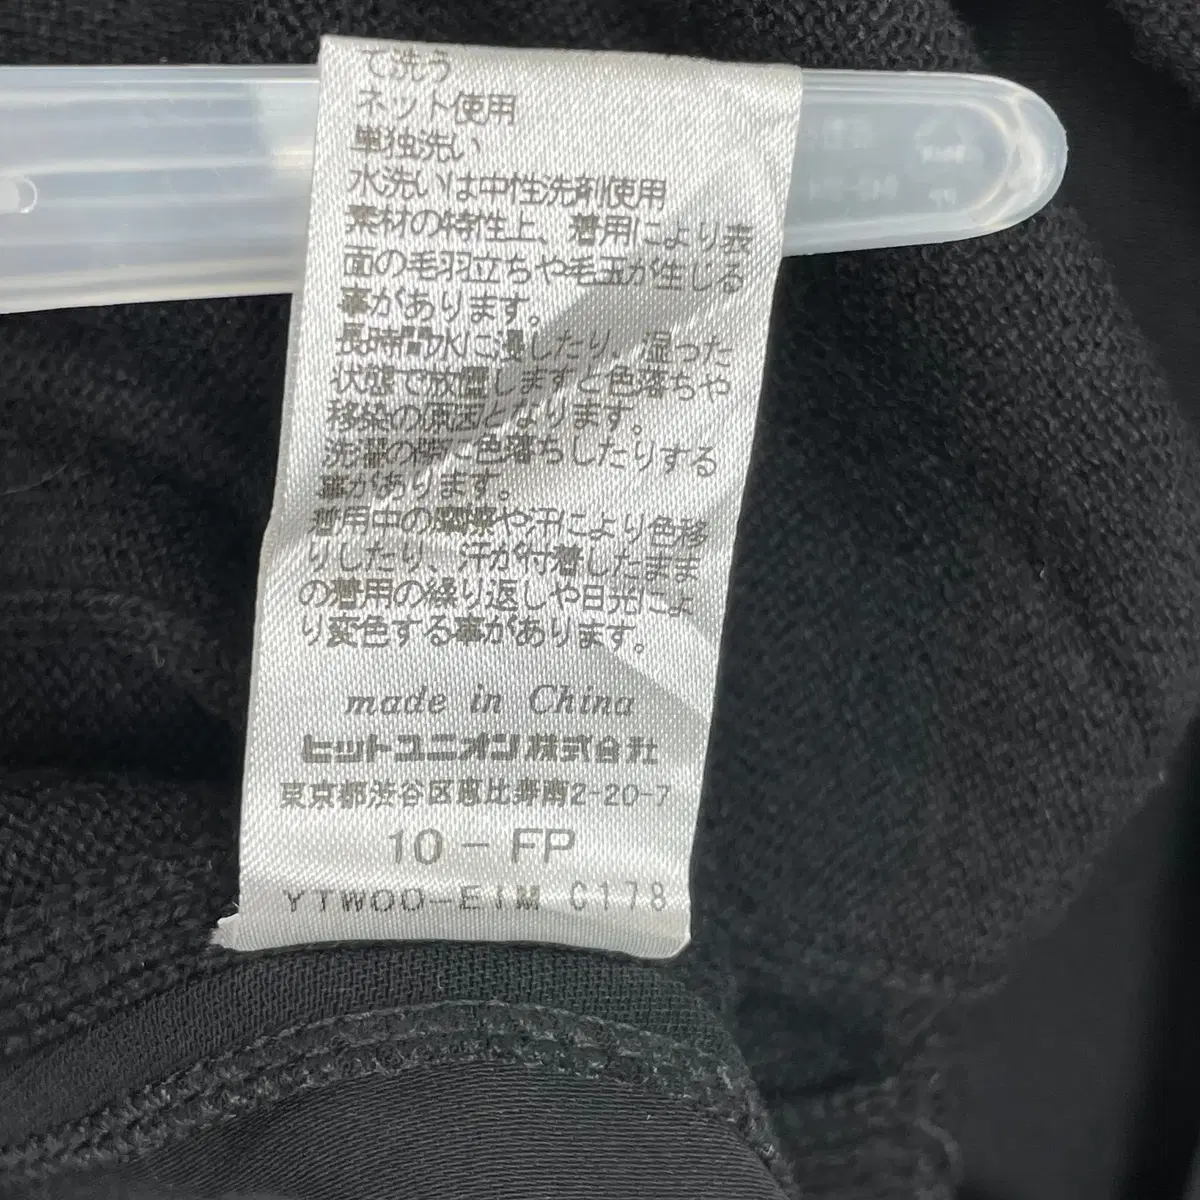 て洗う
ネット使用
単独洗い
水洗いは中性洗剤使用
素材の特性上、着用により表
面の毛羽立ちや毛玉が生じる
事があります。
長時間水に浸したり、湿った
状態で放置しますと色落ちや
移染の原因となります。
洗濯の際に色落ちしたりする
事があります。
着用中の摩擦や汗により色移
りしたり、汗が付着したまま
の着用の繰り返しや日光によ
り変色する事があります。
made in China
ヒットユニオン株式会社
東京都渋谷区恵比寿南2-20-7
10 - FP
YTW00-E1M C178